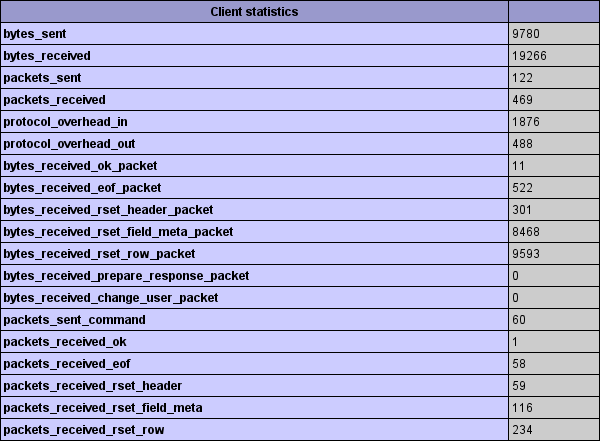 Client statistics
bytes_sent 9780
bytes_received 19266
packets_sent 122
packets_received 469
protocol_overhead_in 1876
protocol_overhead_out 488
bytes_received_ok_packet 11
bytes_received_eof_packet 522
bytes_received_rset_header_packet 301
bytes_received_rset_field_meta_packet 8468
bytes_received_rset_row_packet 9593
bytes_received_prepare_response_packet 0
bytes_received_change_user_packet 0
packets_sent_command 60
packets_received_ok 1
packets_received_eof 58
packets_received_rset_header 59
packets_received_rset_field_meta 116
packets_received_rset_row 234